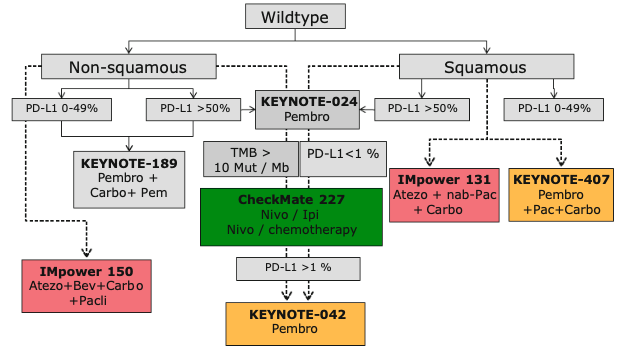 Wildtype
Non-squamous
Squamous
PD-L1 0-49%
PD-L1 >50%
KEYNOTE-024
Pembro
PD-L1 >50%
PD-L1 0-49%
KEYNOTE-189
Pembro +
Carbo+ Pem
TMB >
10 Mut / Mb
PD-L1<1 %
IMpower 131
Atezo + nab-Pac
+ Carbo
KEYNOTE-407
Pembro
+Pac+Carbo
CheckMate 227
Nivo / Ipi
Nivo / chemotherapy
IMpower 150
Atezo+Bev+Carbo
+Pacli
PD-L1 >1 %
KEYNOTE-042
Pembro